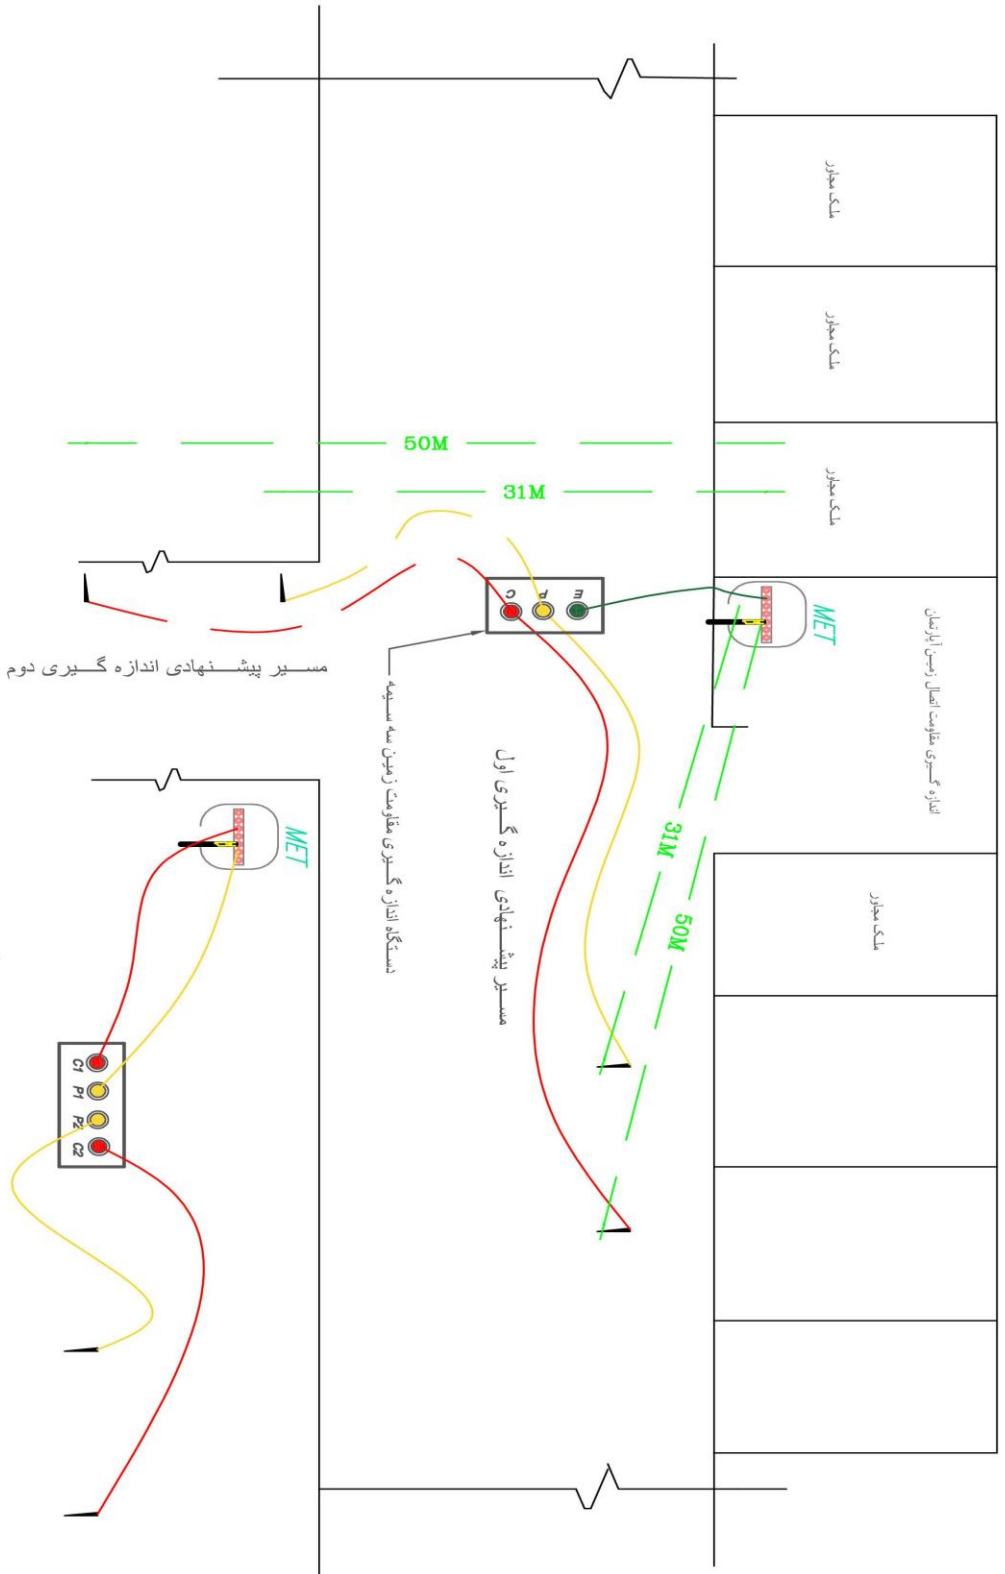 ملک مجاور
ملک مجاور
ملک مجاور
اندازه گیری مقاومت اتصال زمین آپارتمان
ملک مجاور
50M
31M
MET
E
P
C
31M
50M
مسیر پیشنهادی اندازه گیری اول
دستگاه اندازه گیری مقاومت زمین سه سیمه
مسیر پیشنهادی اندازه گیری دوم
MET
C1
P1
P2
C2